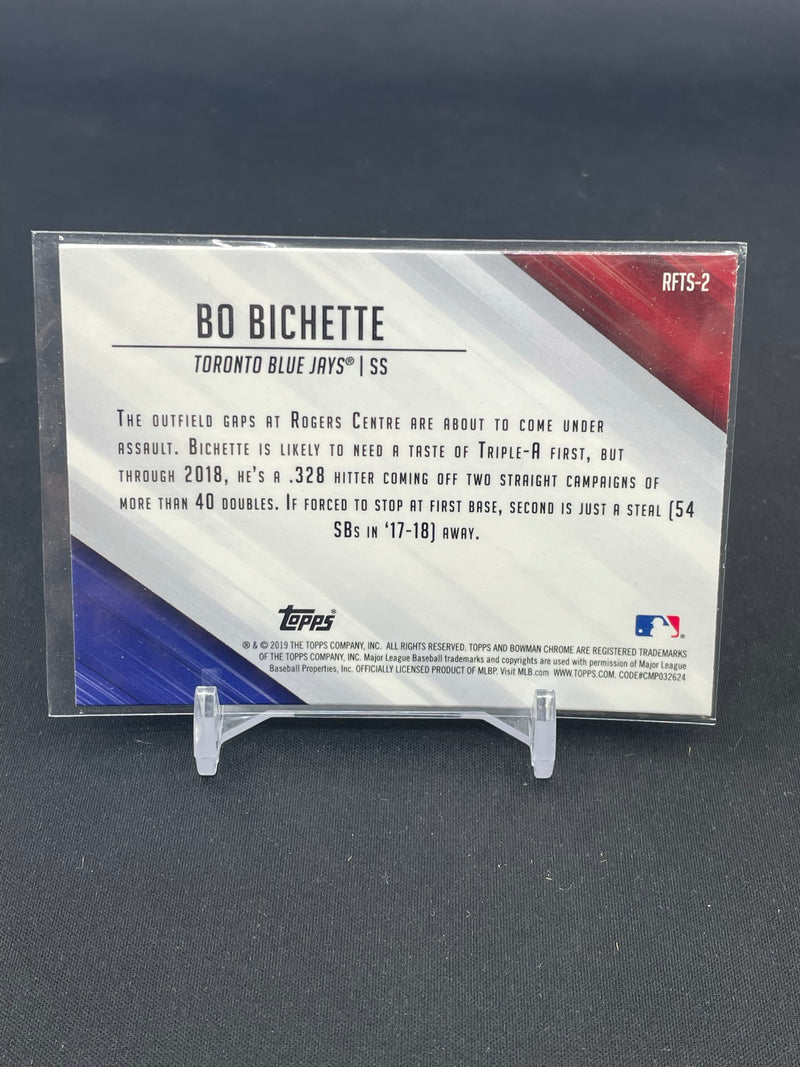 RFTS-2
BO BICHETTE
TORONTO BLUE JAYS® | SS
THE OUTFIELD GAPS AT ROGERS CENTRE ARE ABOUT TO COME UNDER
ASSAULT. BICHETTE IS LIKELY TO NEED A TASTE OF TRIPLE-A FIRST, BUT
THROUGH 2018, HE'S A .328 HITTER COMING OFF TWO STRAIGHT CAMPAIGNS OF
MORE THAN 40 DOUBLES. IF FORCED TO STOP AT FIRST BASE, SECOND IS JUST A STEAL (54
SBS IN '17-18) AWAY.
topps®
® & © 2019 THE TOPPS COMPANY, INC. ALL RIGHTS RESERVED. TOPPS AND BOWMAN CHROME ARE REGISTERED TRADEMARKS
OF THE TOPPS COMPANY, INC. Major League Baseball trademarks and copyrights are used with permission of Major League
Baseball Properties, Inc. OFFICIALLY LICENSED PRODUCT OF MLBP. Visit MLB.com WWW.TOPPS.COM. CODE#CMP032624